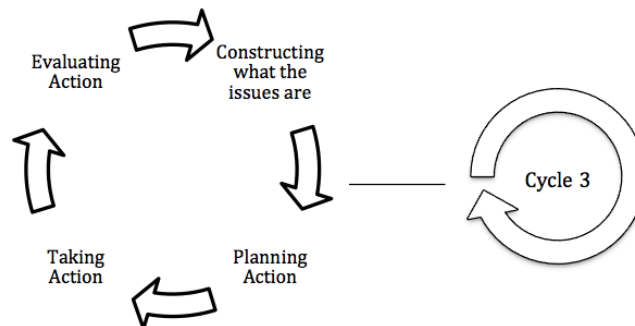 Evaluating
Action
Constructing
what the
issues are
Cycle 3
Taking
Action
Planning
Action